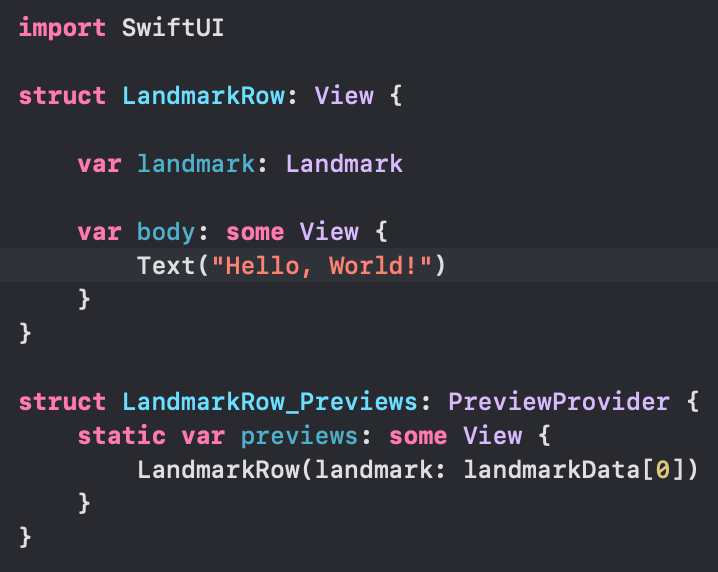 import SwiftUI
struct LandmarkRow: View {
var landmark: Landmark
var body: some View {
Text("Hello, World!")
}
}
struct LandmarkRow_Previews: PreviewProvider {
static var previews: some View {
LandmarkRow(landmark: landmarkData[0])
}
}